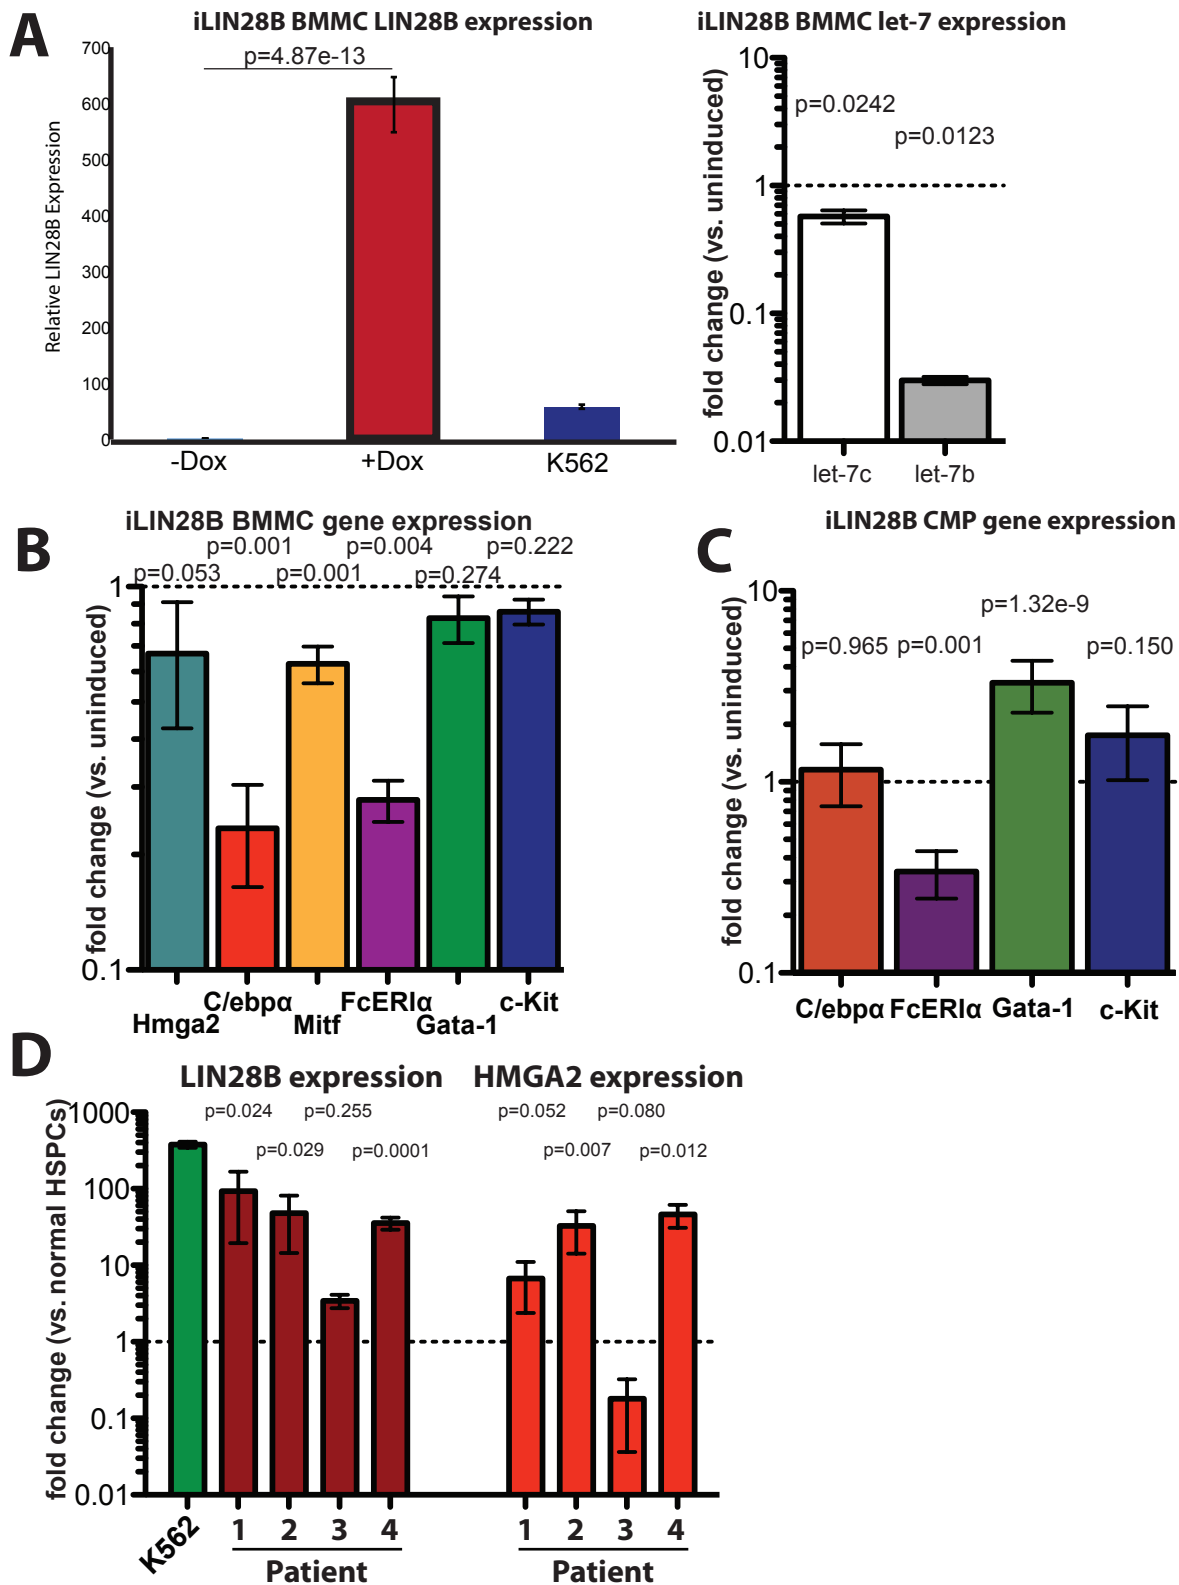 A
iLIN28B BMMC LIN28B expression
Relative LIN28B Expression
700
600
500
400
300
200
100
0
p=4.87e-13
-Dox
+Dox
K562
iLIN28B BMMC let-7 expression
fold change (vs. uninduced)
10
1
0.1
0.01
p=0.0242
p=0.0123
let-7c
let-7b
B
iLIN28B BMMC gene expression
p=0.001
p=0.004
p=0.222
p=0.053
p=0.001
p=0.274
fold change (vs. uninduced)
1
0.1
C/ebpα
FcERIα
c-Kit
Hmga2
Mitf
Gata-1
C
iLIN28B CMP gene expression
fold change (vs. uninduced)
10
1
0.1
p=1.32e-9
p=0.965
p=0.001
p=0.150
C/ebpα
FcERIα
Gata-1
c-Kit
D
LIN28B expression
HMGA2 expression
p=0.024
p=0.255
p=0.029
p=0.0001
p=0.052
p=0.080
p=0.007
p=0.012
fold change (vs. normal HSPCs)
1000
100
10
1
0.1
0.01
K562
1 2 3 4
Patient
1 2 3 4
Patient